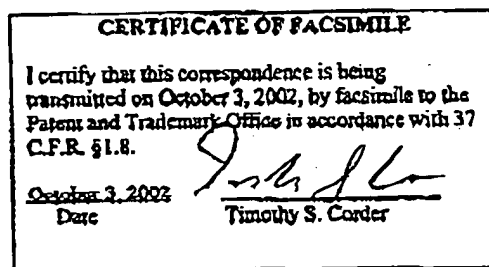 CERTIFICATE OF FACSIMILE
I certify that this correspondence is being
transmitted on October 3, 2002, by facsimile to the
Patent and Trademark Office in accordance with 37
C.F.R. §1.8.
October 3, 2002
Date Timothy S. Corder